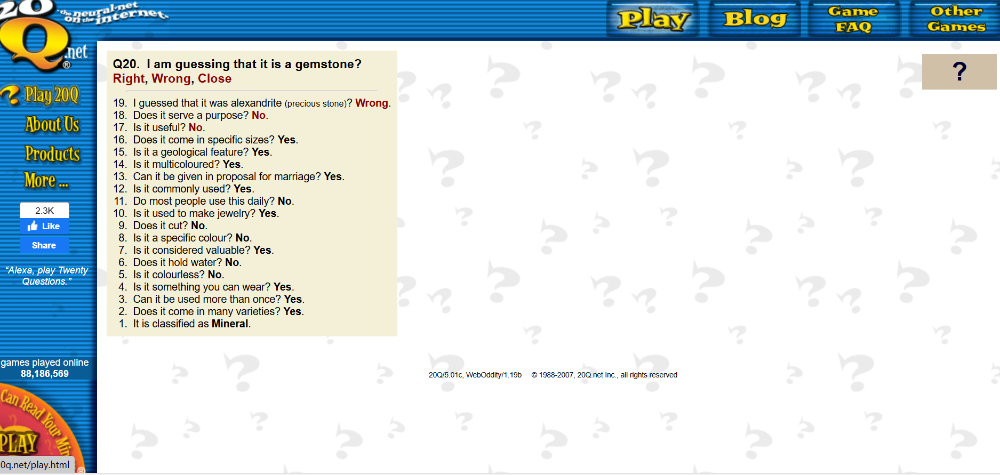 20
the neural-net
on the internet.
Q
.net
®
Play
Blog
Game
FAQ
Other
Games
?
Play 20Q
About Us
Products
More ...
2.3K
Like
Share
“Alexa, play Twenty
Questions.”
games played online
88,186,569
Can Read Your Min
PLAY
0q.net/play.html
®
Q20. I am guessing that it is a gemstone?
Right, Wrong, Close
19. I guessed that it was alexandrite (precious stone)? Wrong.
18. Does it serve a purpose? No.
17. Is it useful? No.
16. Does it come in specific sizes? Yes.
15. Is it a geological feature? Yes.
14. Is it multicoloured? Yes.
13. Can it be given in proposal for marriage? Yes.
12. Is it commonly used? Yes.
11. Do most people use this daily? No.
10. Is it used to make jewelry? Yes.
9. Does it cut? No.
8. Is it a specific colour? No.
7. Is it considered valuable? Yes.
6. Does it hold water? No.
5. Is it colourless? No.
4. Is it something you can wear? Yes.
3. Can it be used more than once? Yes.
2. Does it come in many varieties? Yes.
1. It is classified as Mineral.
?
20Q/5.01c, WebOddity/1.19b © 1988-2007, 20Q.net Inc., all rights reserved